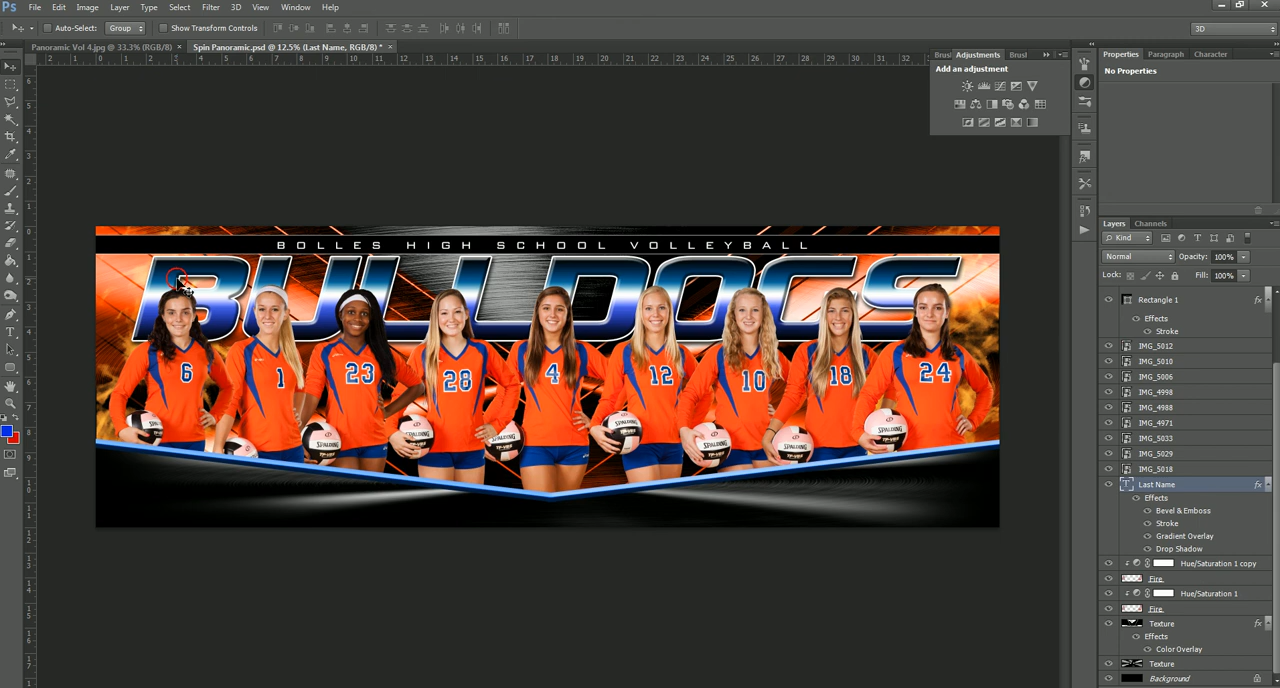 Ps File Edit Image Layer Type Select Filter 3D View Window Help
Auto-Select: Group Show Transform Controls 3D
Panoramic Vol 4.jpg @ 33.3% (RGB/8) × Spin Panoramic.psd @ 12.5% (Last Name, RGB/8) * ×
Adjustments
Add an adjustment
Properties Paragraph Character
No Properties
BOLLES HIGH SCHOOL VOLLEYBALL
BULLDOGS
6 1 23 28 4 12 10 18 24
SPALDING
Layers Channels
Kind
Normal Opacity: 100%
Lock: Fill: 100%
Rectangle 1 fx
Effects
Stroke
IMG_5012
IMG_5010
IMG_5006
IMG_4998
IMG_4988
IMG_4971
IMG_5033
IMG_5029
IMG_5018
T Last Name fx
Effects
Bevel & Emboss
Stroke
Gradient Overlay
Drop Shadow
Hue/Saturation 1 copy
Fire
Hue/Saturation 1
Fire
Texture fx
Effects
Color Overlay
Texture
Background